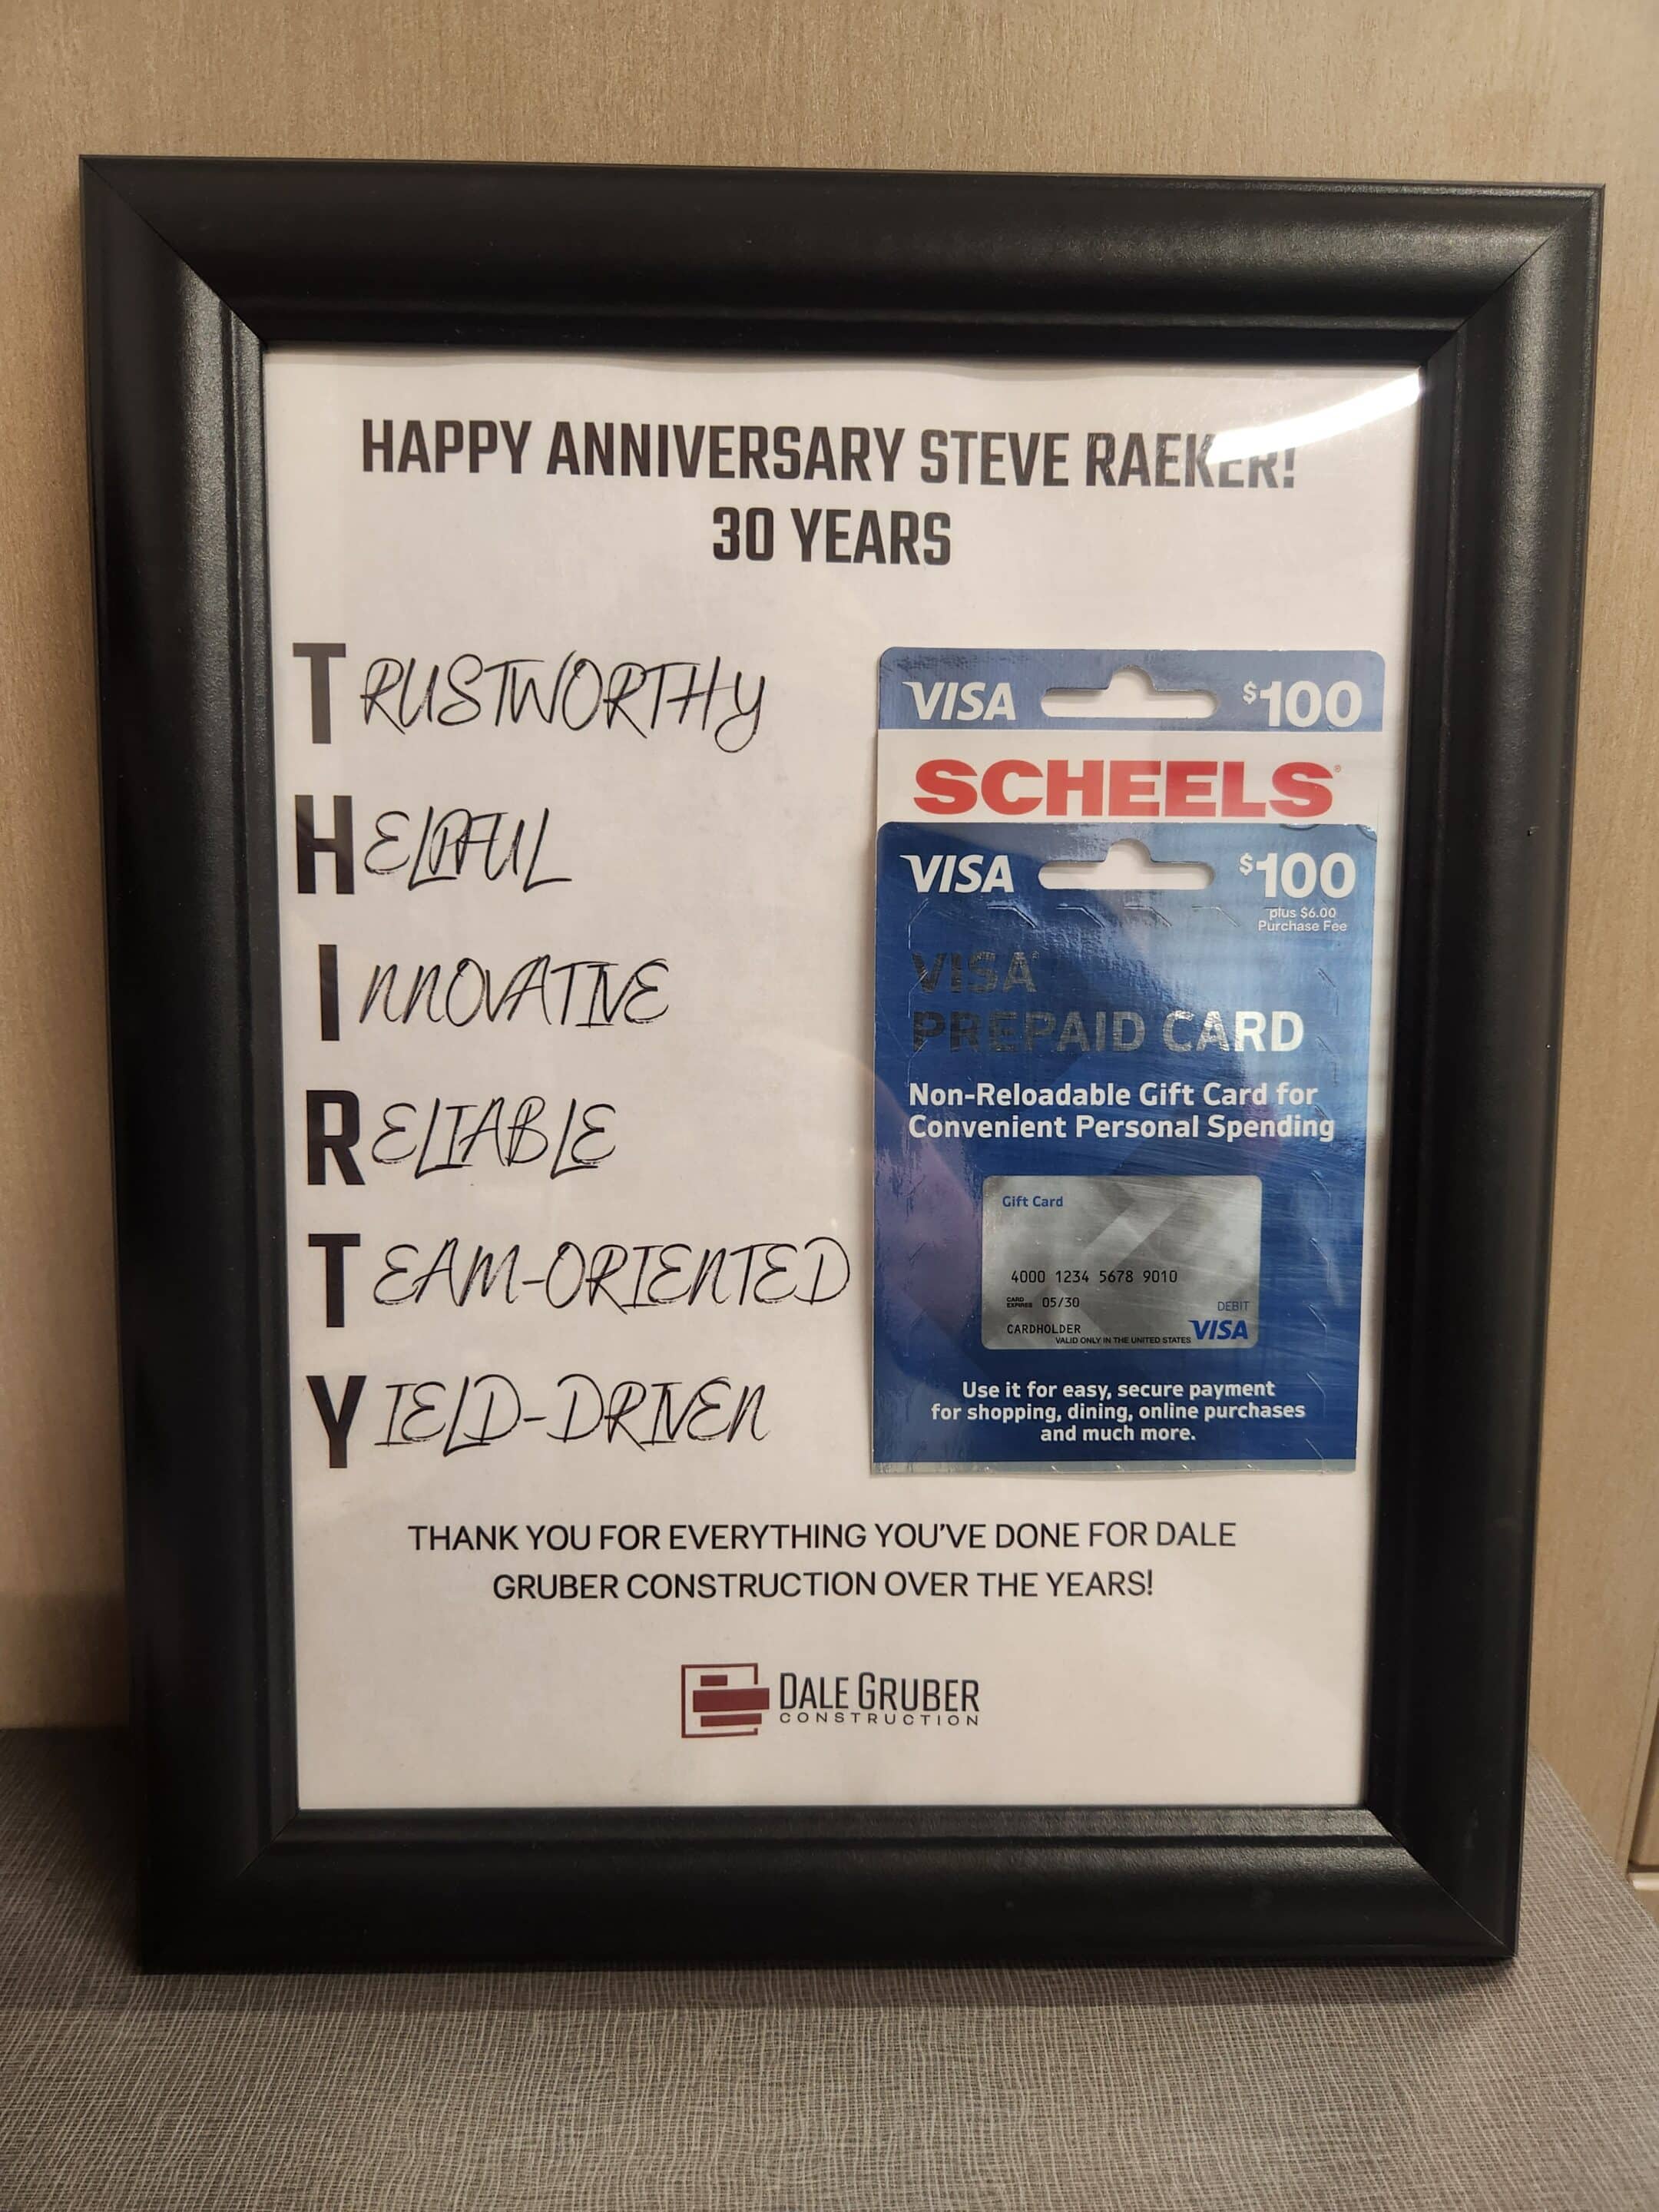 HAPPY ANNIVERSARY STEVE RAEKER!
30 YEARS
TRUSTWORTHY
HELPFUL
INNOVATIVE
RELIABLE
TEAM-ORIENTED
YIELD-DRIVEN
VISA $100
SCHEELS®
VISA $100
plus $6.00
Purchase Fee
VISA
PREPAID CARD
Non-Reloadable Gift Card for
Convenient Personal Spending
Gift Card
4000 1234 5678 9010
CARD
EXPIRES 05/30
DEBIT
CARDHOLDER
VALID ONLY IN THE UNITED STATES VISA
Use it for easy, secure payment
for shopping, dining, online purchases
and much more.
THANK YOU FOR EVERYTHING YOU'VE DONE FOR DALE
GRUBER CONSTRUCTION OVER THE YEARS!
DALE GRUBER
CONSTRUCTION